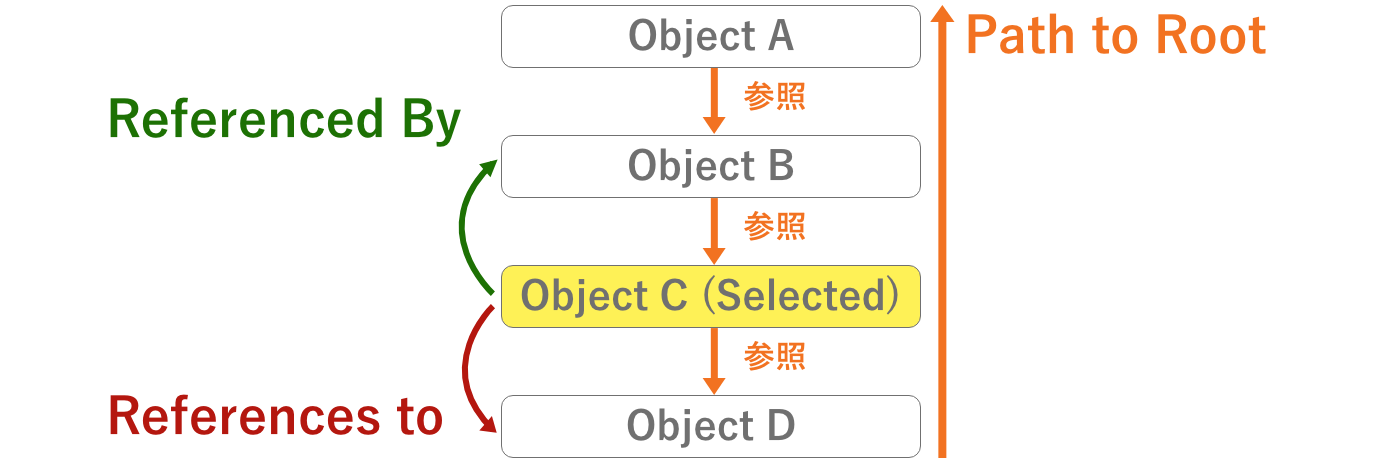 Object A
Path to Root
参照
Referenced By
Object B
参照
Object C (Selected)
参照
References to
Object D